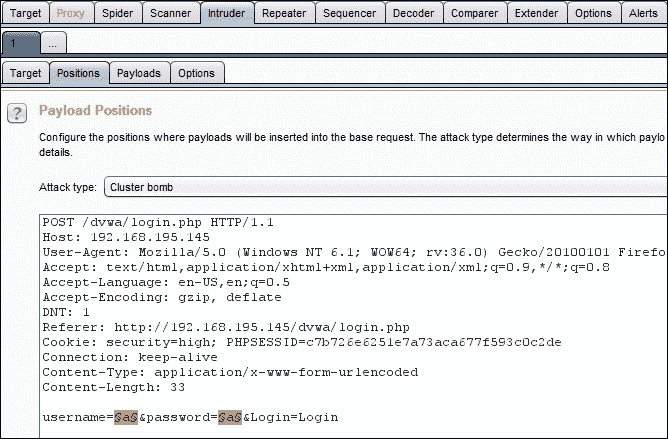 Target Proxy Spider Scanner Intruder Repeater Sequencer Decoder Comparer Extender Options Alerts
1 ...
Target Positions Payloads Options
? Payload Positions
Configure the positions where payloads will be inserted into the base request. The attack type determines the way in which paylo
details.
Attack type: Cluster bomb
POST /dvwa/login.php HTTP/1.1
Host: 192.168.195.145
User-Agent: Mozilla/5.0 (Windows NT 6.1; WOW64; rv:36.0) Gecko/20100101 Firefo
Accept: text/html,application/xhtml+xml,application/xml;q=0.9,*/*;q=0.8
Accept-Language: en-US,en;q=0.5
Accept-Encoding: gzip, deflate
DNT: 1
Referer: http://192.168.195.145/dvwa/login.php
Cookie: security=high; PHPSESSID=c7b726e6251e7a73aca677f593c0c2de
Connection: keep-alive
Content-Type: application/x-www-form-urlencoded
Content-Length: 33
username=§a§&password=§a§&Login=Login